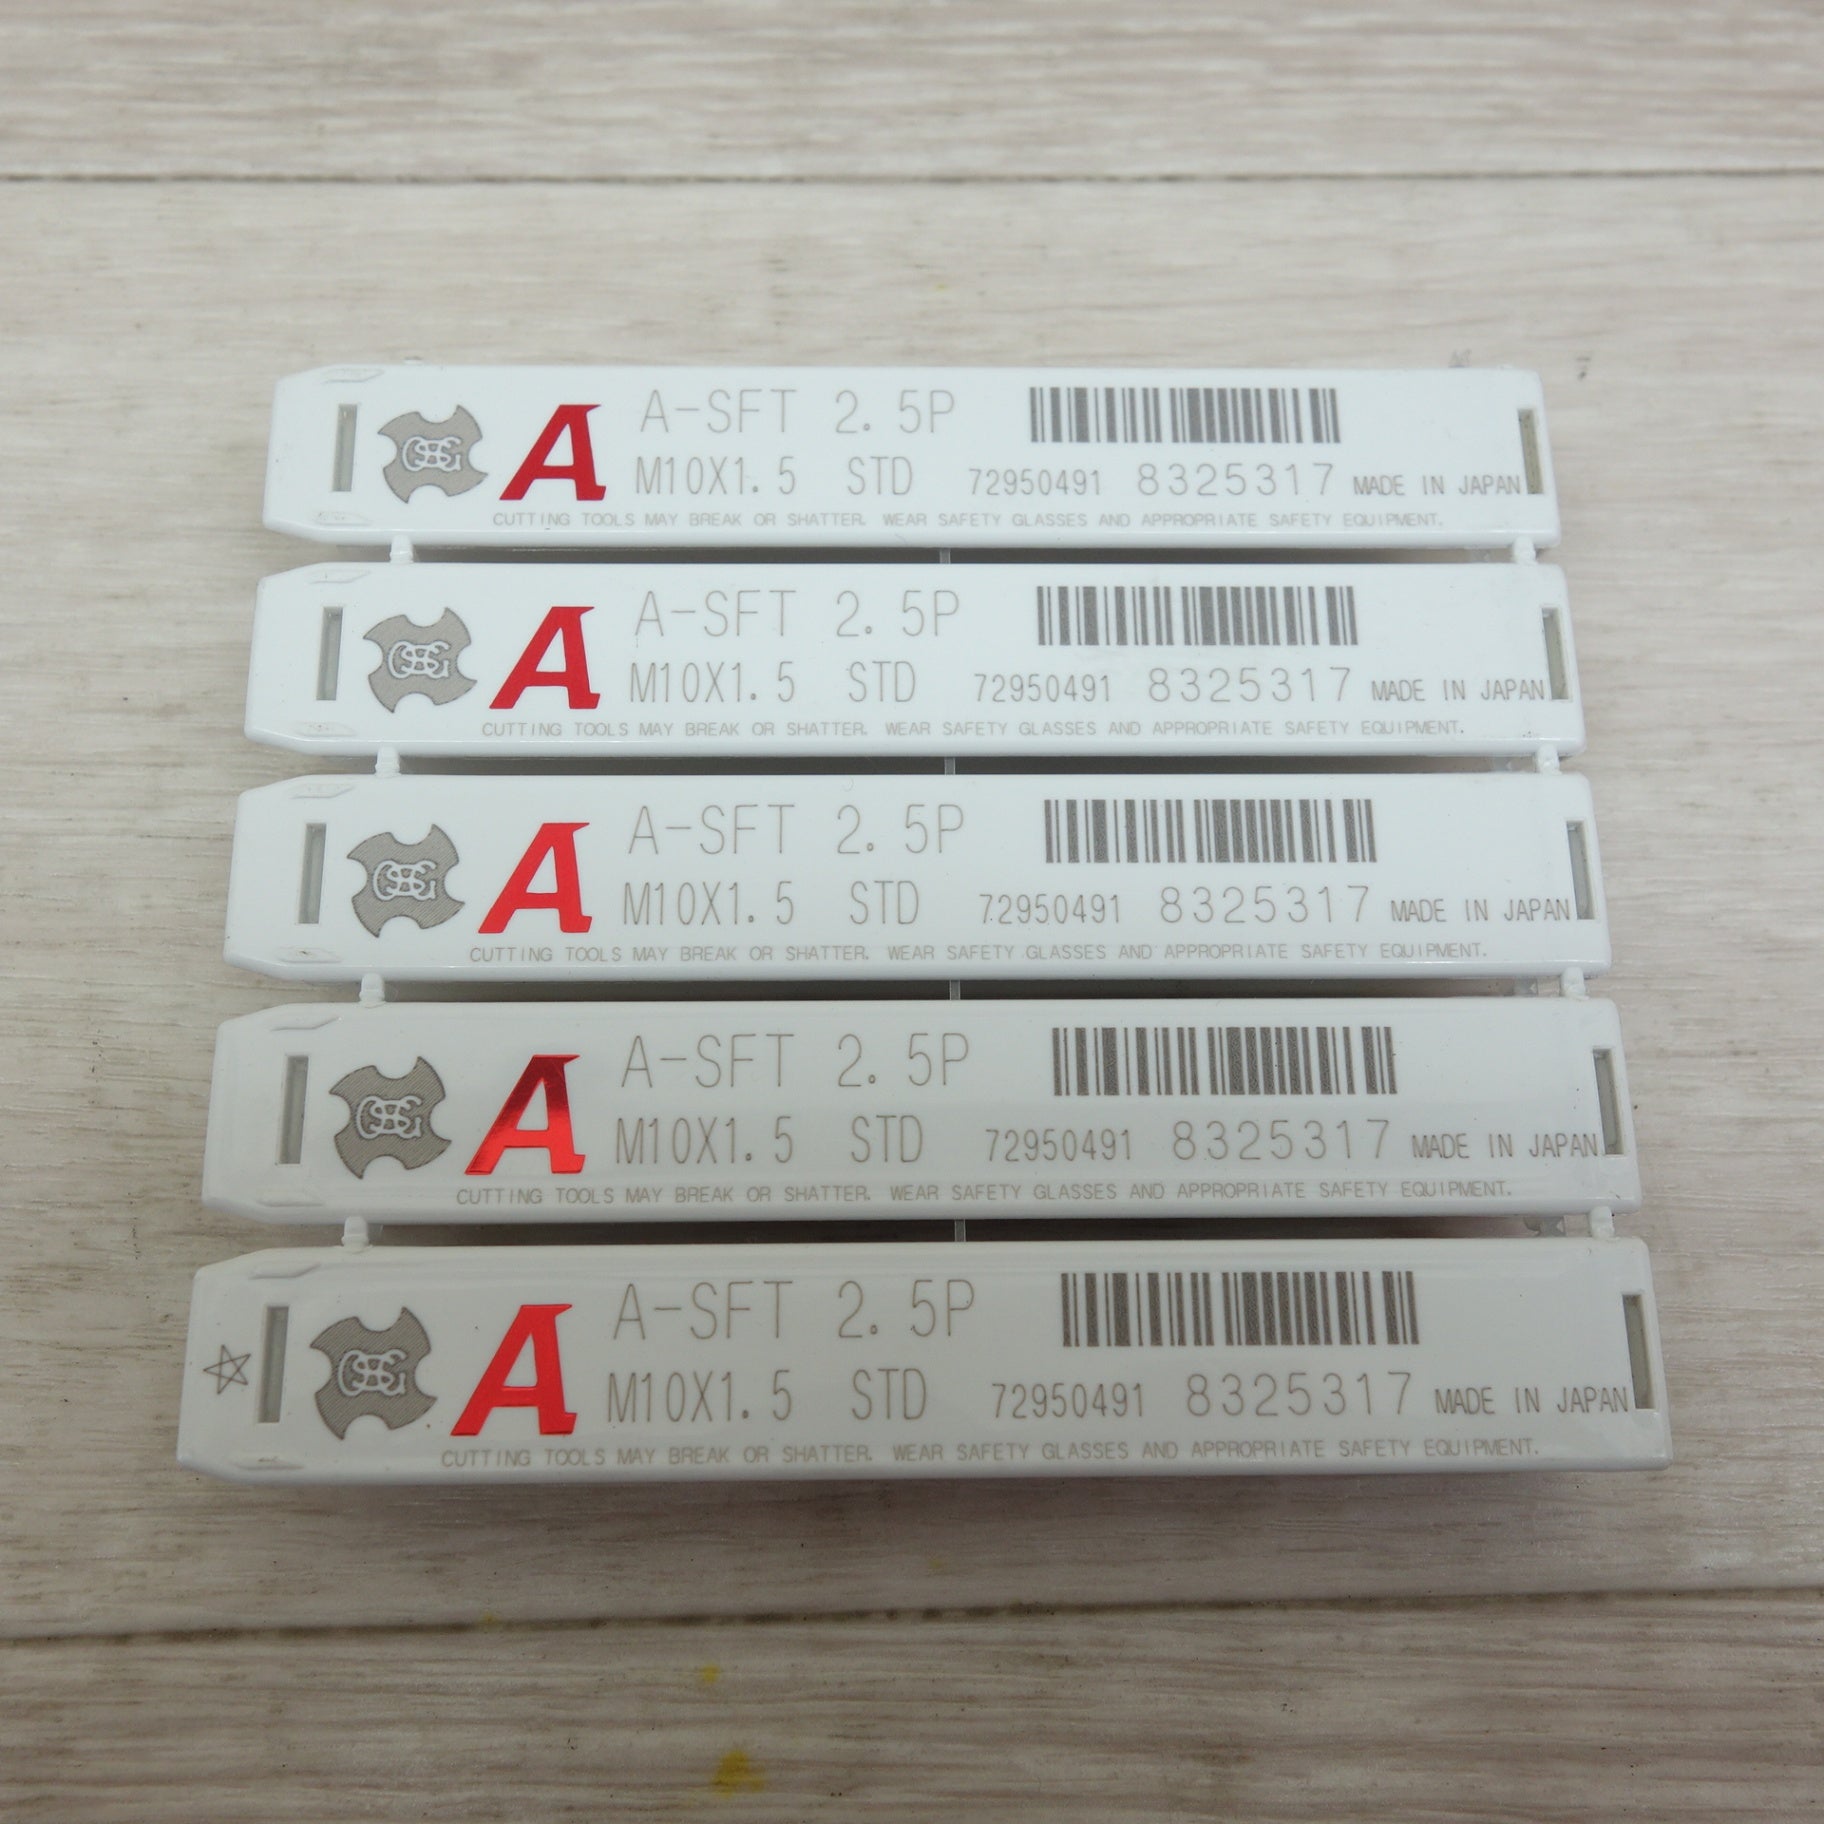 OSG A A-SFT 2.5P
M10X1.5 STD 72950491 8325317 MADE IN JAPAN
CUTTING TOOLS MAY BREAK OR SHATTER. WEAR SAFETY GLASSES AND APPROPRIATE SAFETY EQUIPMENT.
OSG A A-SFT 2.5P
M10X1.5 STD 72950491 8325317 MADE IN JAPAN
CUTTING TOOLS MAY BREAK OR SHATTER. WEAR SAFETY GLASSES AND APPROPRIATE SAFETY EQUIPMENT.
OSG A A-SFT 2.5P
M10X1.5 STD 72950491 8325317 MADE IN JAPAN
CUTTING TOOLS MAY BREAK OR SHATTER. WEAR SAFETY GLASSES AND APPROPRIATE SAFETY EQUIPMENT.
OSG A A-SFT 2.5P
M10X1.5 STD 72950491 8325317 MADE IN JAPAN
CUTTING TOOLS MAY BREAK OR SHATTER. WEAR SAFETY GLASSES AND APPROPRIATE SAFETY EQUIPMENT.
OSG A A-SFT 2.5P
M10X1.5 STD 72950491 8325317 MADE IN JAPAN
CUTTING TOOLS MAY BREAK OR SHATTER. WEAR SAFETY GLASSES AND APPROPRIATE SAFETY EQUIPMENT.